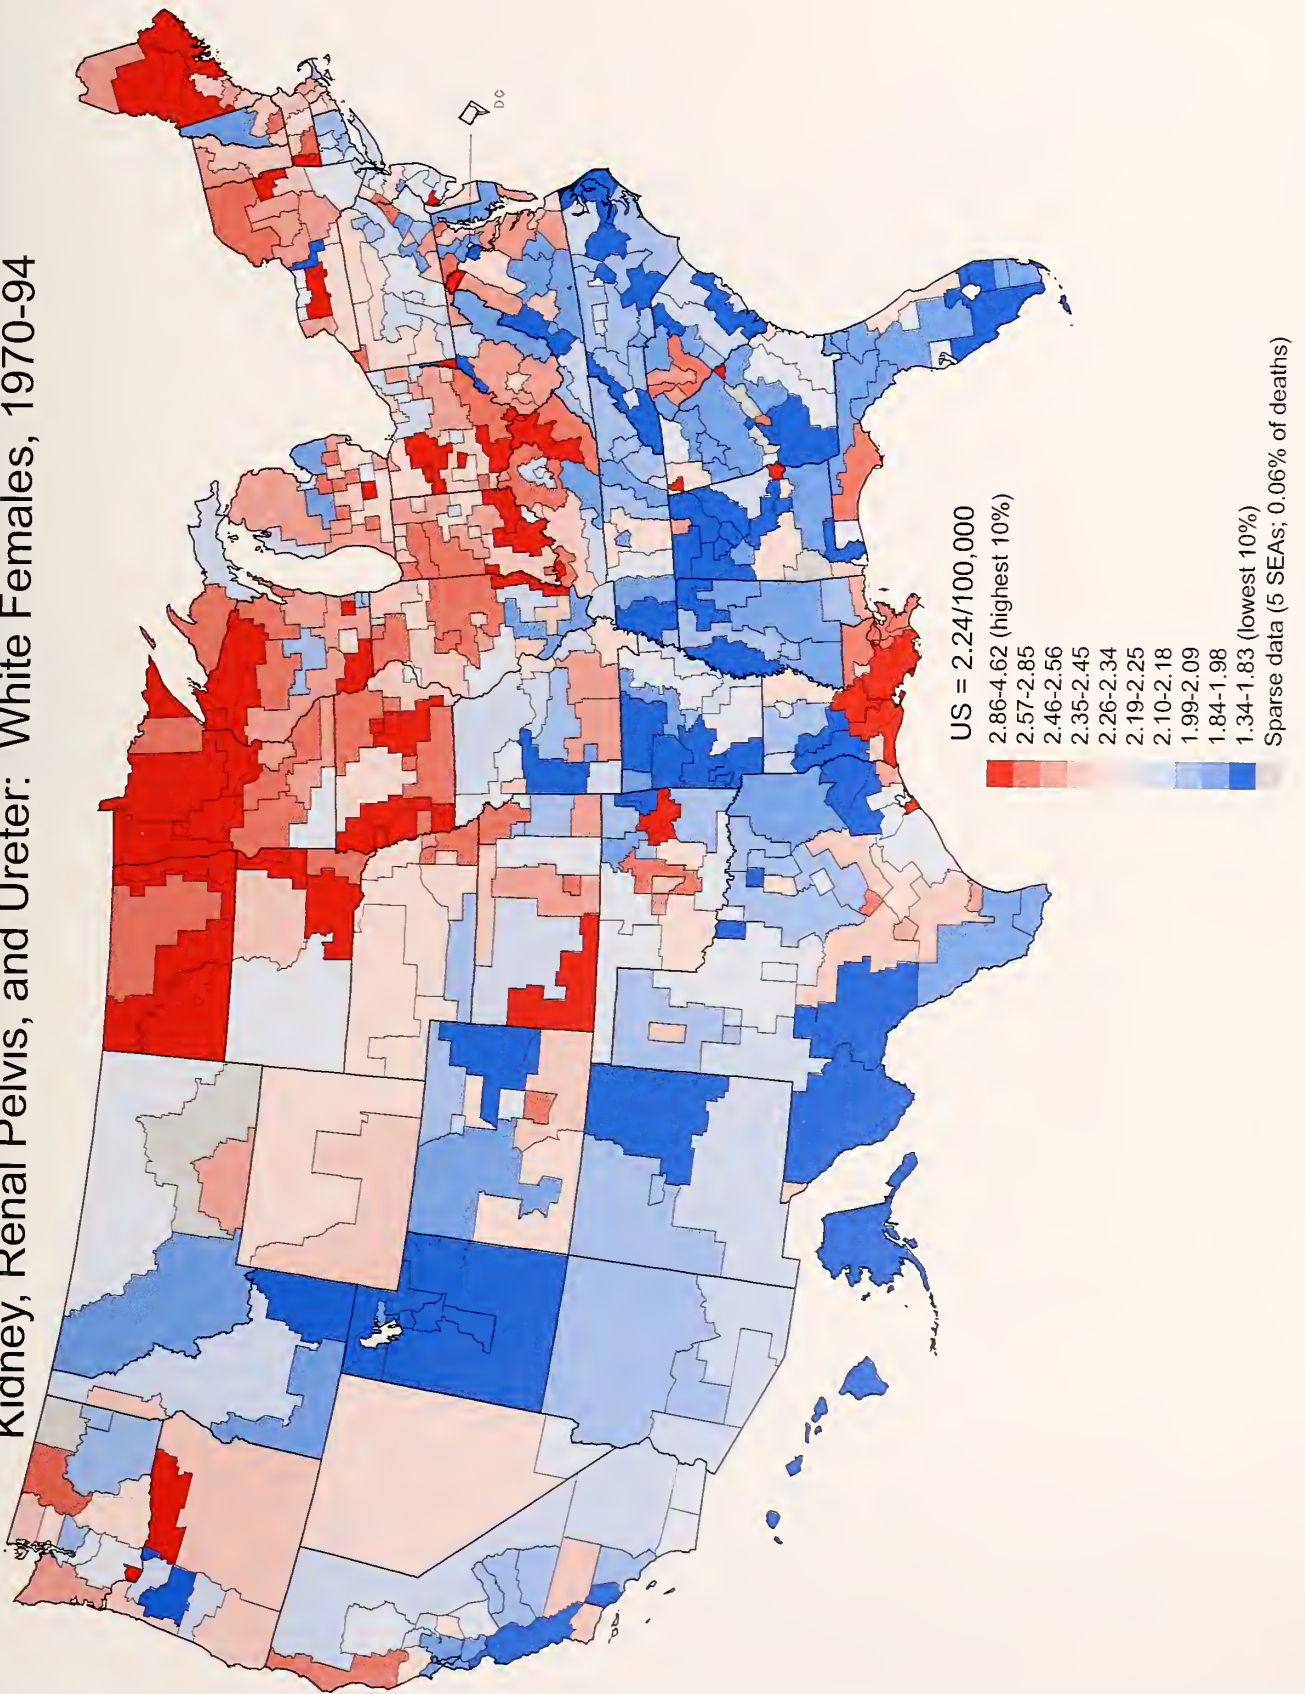 Kidney, Renal Pelvis, and Ureter: White Females, 1970-94
DC
US = 2.24/100,000
2.86-4.62 (highest 10%)
2.57-2.85
2.46-2.56
2.35-2.45
2.26-2.34
2.19-2.25
2.10-2.18
1.99-2.09
1.84-1.98
1.34-1.83 (lowest 10%)
Sparse data (5 SEAs; 0.06% of deaths)